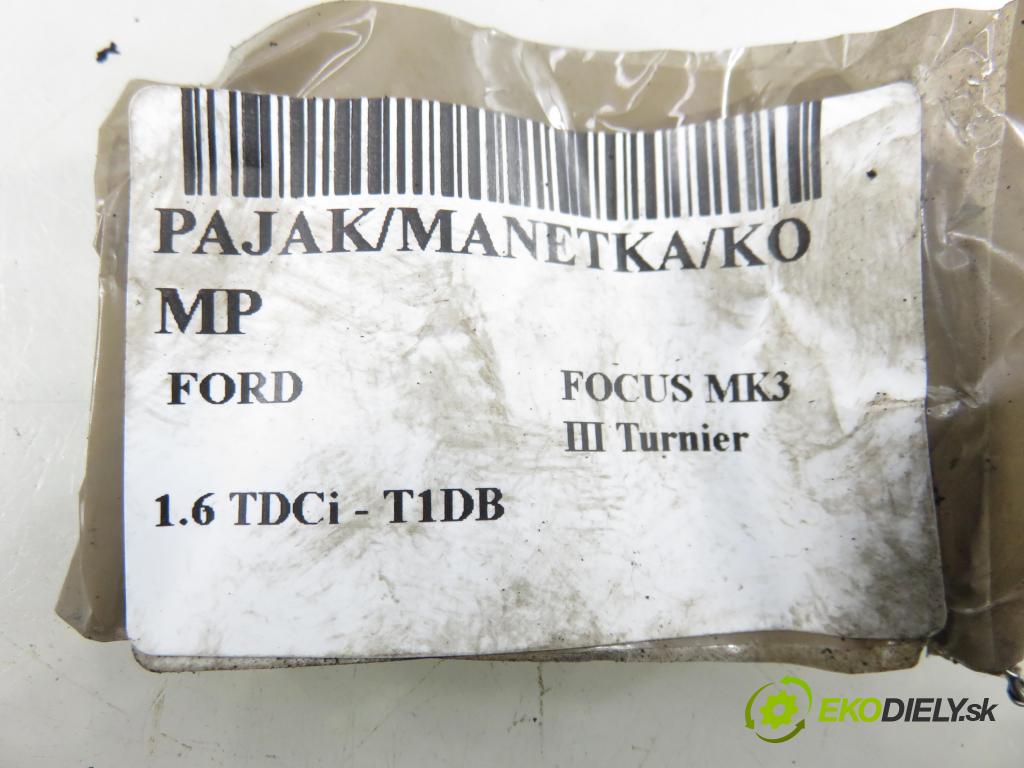 PAJAK/MANETKA/KO
MP
FORD
FOCUS MK3
III Turnier
1.6 TDCi - T1DB
EKODIELY.sk